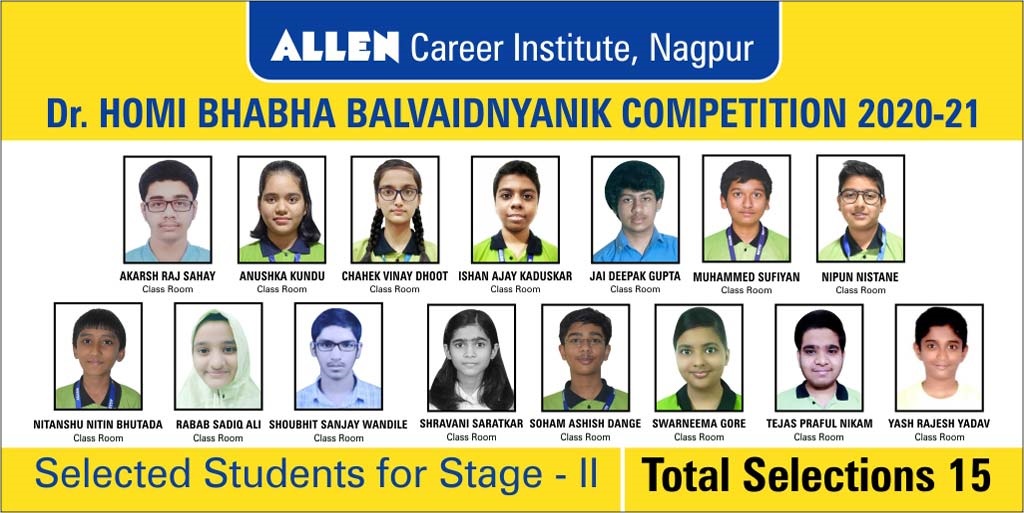 ALLEN Career Institute, Nagpur
Dr. HOMI BHABHA BALVAIDNYANIK COMPETITION 2020-21
AKARSH RAJ SAHAY
Class Room
ANUSHKA KUNDU
Class Room
CHAHEK VINAY DHOOT
Class Room
ISHAN AJAY KADUSKAR
Class Room
JAI DEEPAK GUPTA
Class Room
MUHAMMED SUFIYAN
Class Room
NIPUN NISTANE
Class Room
NITANSHU NITIN BHUTADA
Class Room
RABAB SADIQ ALI
Class Room
SHOUBHIT SANJAY WANDILE
Class Room
SHRAVANI SARATKAR
Class Room
SOHAM ASHISH DANGE
Class Room
SWARNEEMA GORE
Class Room
TEJAS PRAFUL NIKAM
Class Room
YASH RAJESH YADAV
Class Room
Selected Students for Stage - II
Total Selections 15